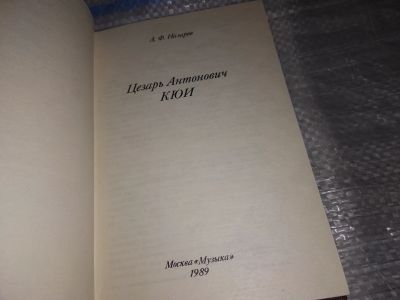 А. Ф. Назаров
Цезарь Антонович
КЮИ
Москва «Музыка»
1989